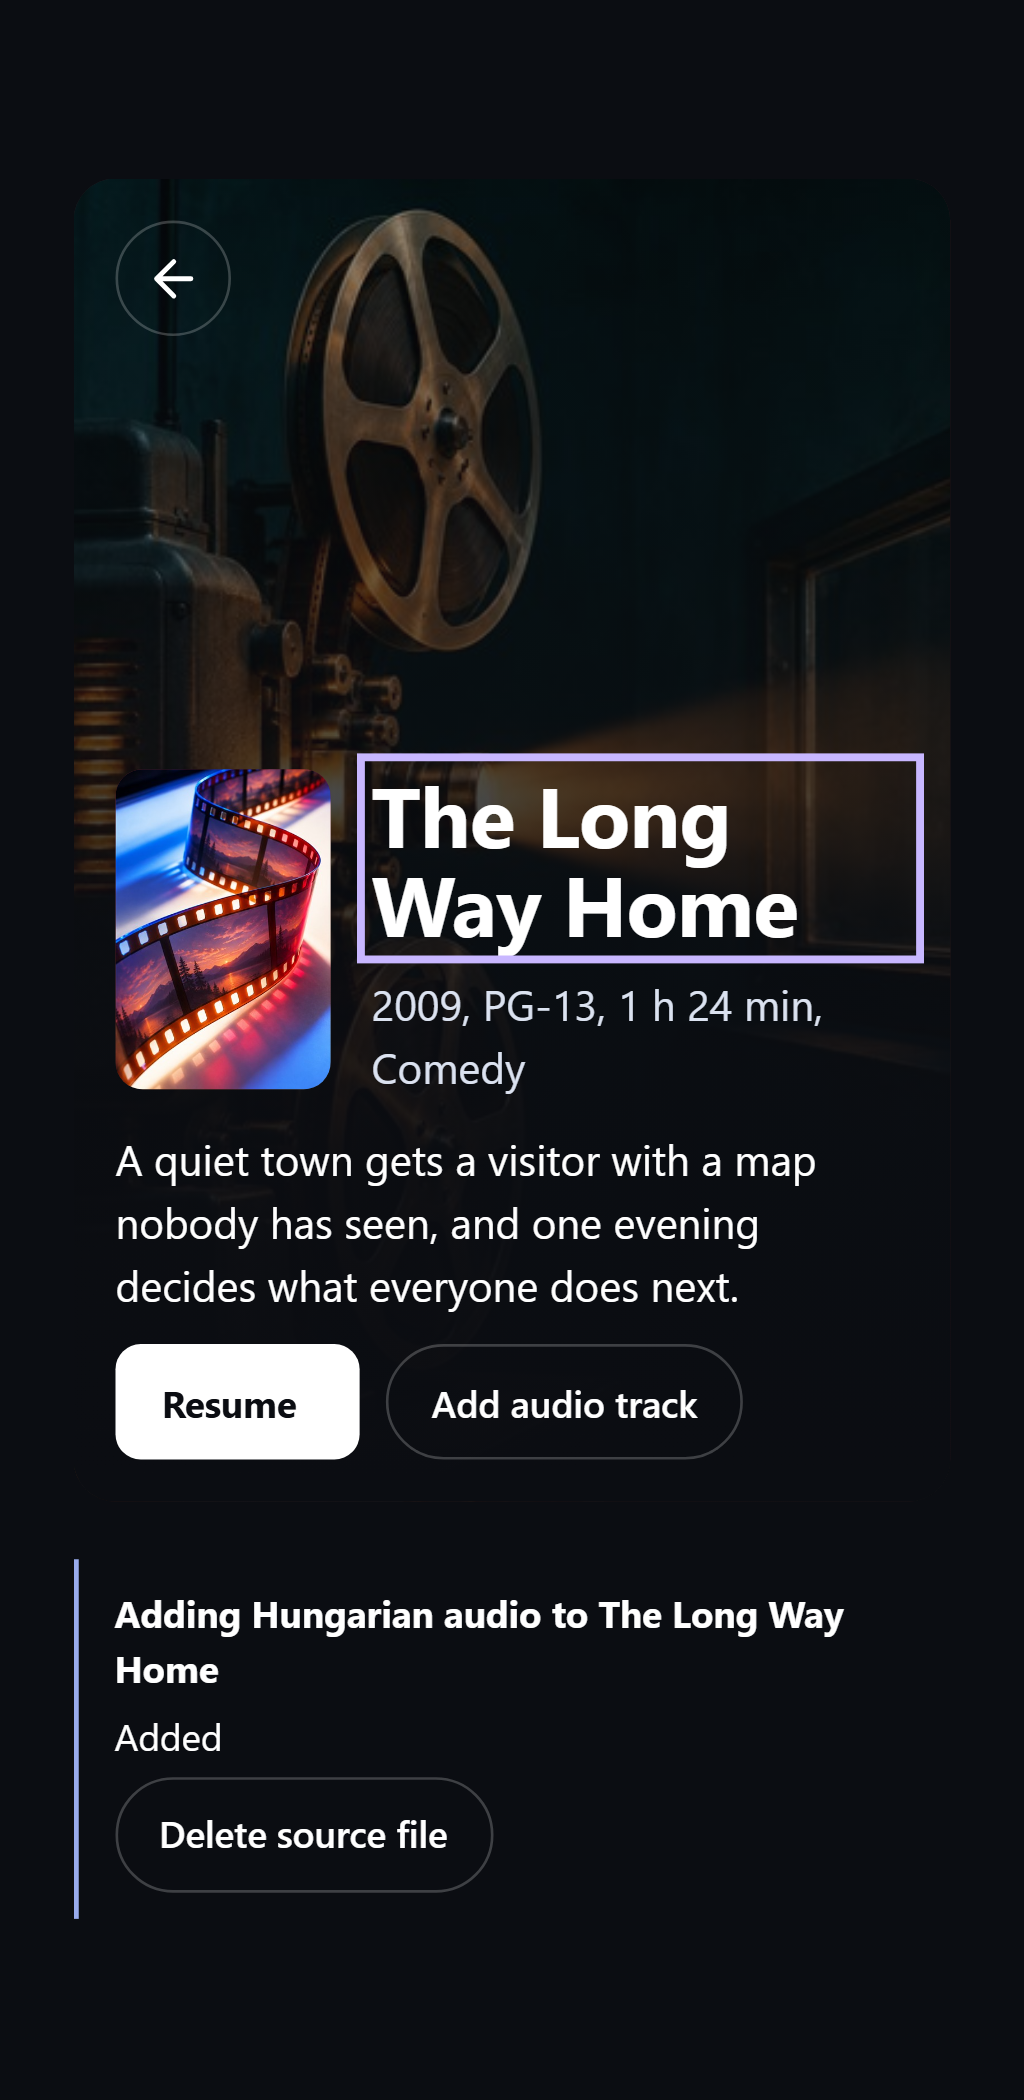 The Long
Way Home
2009, PG-13, 1 h 24 min,
Comedy
A quiet town gets a visitor with a map
nobody has seen, and one evening
decides what everyone does next.
Resume
Add audio track
Adding Hungarian audio to The Long Way
Home
Added
Delete source file